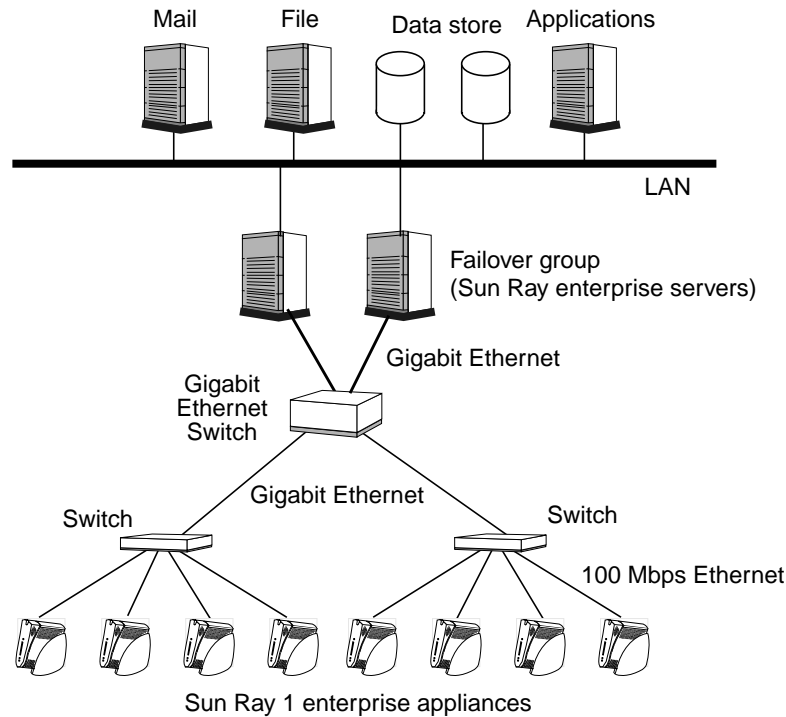 Mail
File
Data store
Applications
LAN
Failover group
(Sun Ray enterprise servers)
Gigabit Ethernet
Gigabit
Ethernet
Switch
Gigabit Ethernet
Switch
Switch
100 Mbps Ethernet
Sun Ray 1 enterprise appliances